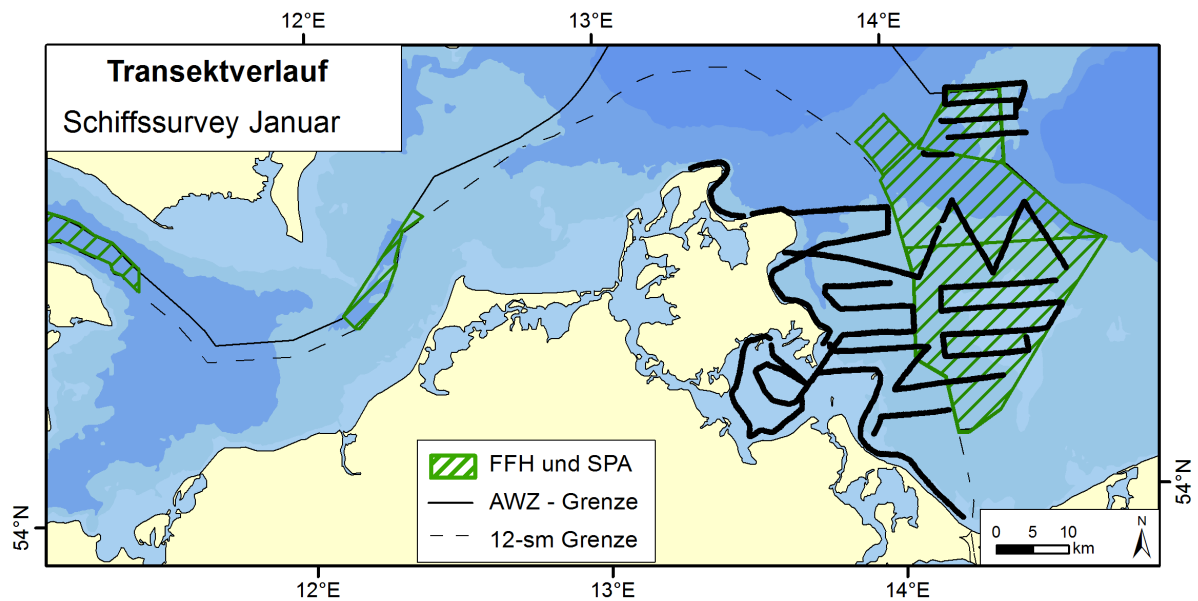 12°E
13°E
14°E
Transektverlauf
Schiffssurvey Januar
FFH und SPA
AWZ - Grenze
12-sm Grenze
54°N
54°N
N
0 5 10
km
12°E
13°E
14°E